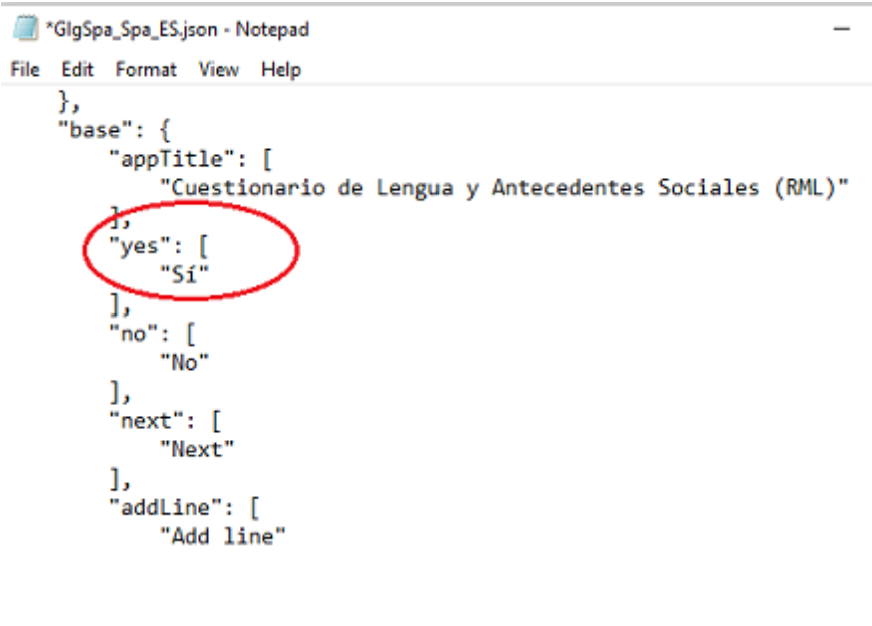 *GlgSpa_Spa_ES.json - Notepad
File Edit Format View Help
},
"base": {
"appTitle": [
"Cuestionario de Lengua y Antecedentes Sociales (RML)"
],
"yes": [
"Sí"
],
"no": [
"No"
],
"next": [
"Next"
],
"addLine": [
"Add line"